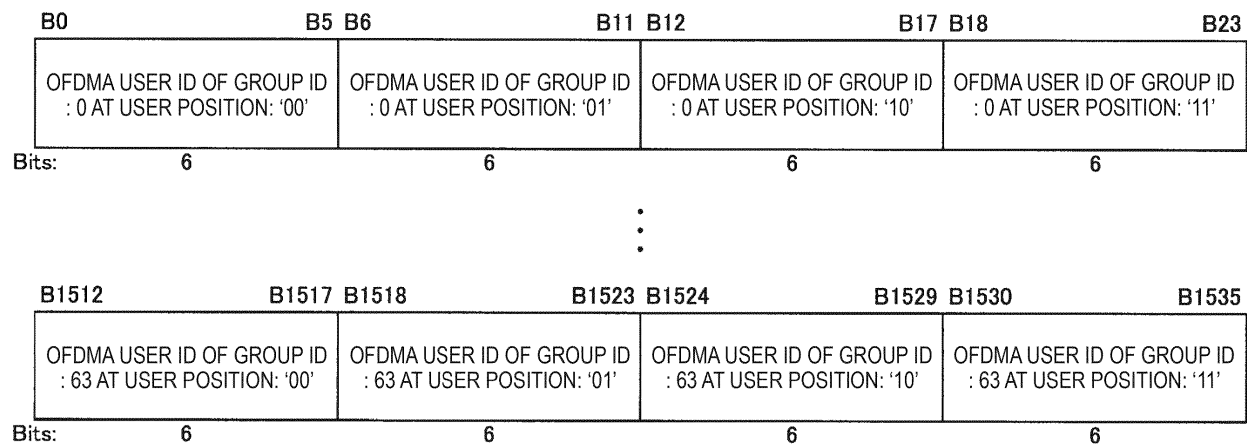 B0 B5 B6 B11 B12 B17 B18 B23
OFDMA USER ID OF GROUP ID
: 0 AT USER POSITION: ‘00’
OFDMA USER ID OF GROUP ID
: 0 AT USER POSITION: ‘01’
OFDMA USER ID OF GROUP ID
: 0 AT USER POSITION: ‘10’
OFDMA USER ID OF GROUP ID
: 0 AT USER POSITION: ‘11’
Bits: 6 6 6 6
B1512 B1517 B1518 B1523 B1524 B1529 B1530 B1535
OFDMA USER ID OF GROUP ID
: 63 AT USER POSITION: ‘00’
OFDMA USER ID OF GROUP ID
: 63 AT USER POSITION: ‘01’
OFDMA USER ID OF GROUP ID
: 63 AT USER POSITION: ‘10’
OFDMA USER ID OF GROUP ID
: 63 AT USER POSITION: ‘11’
Bits: 6 6 6 6